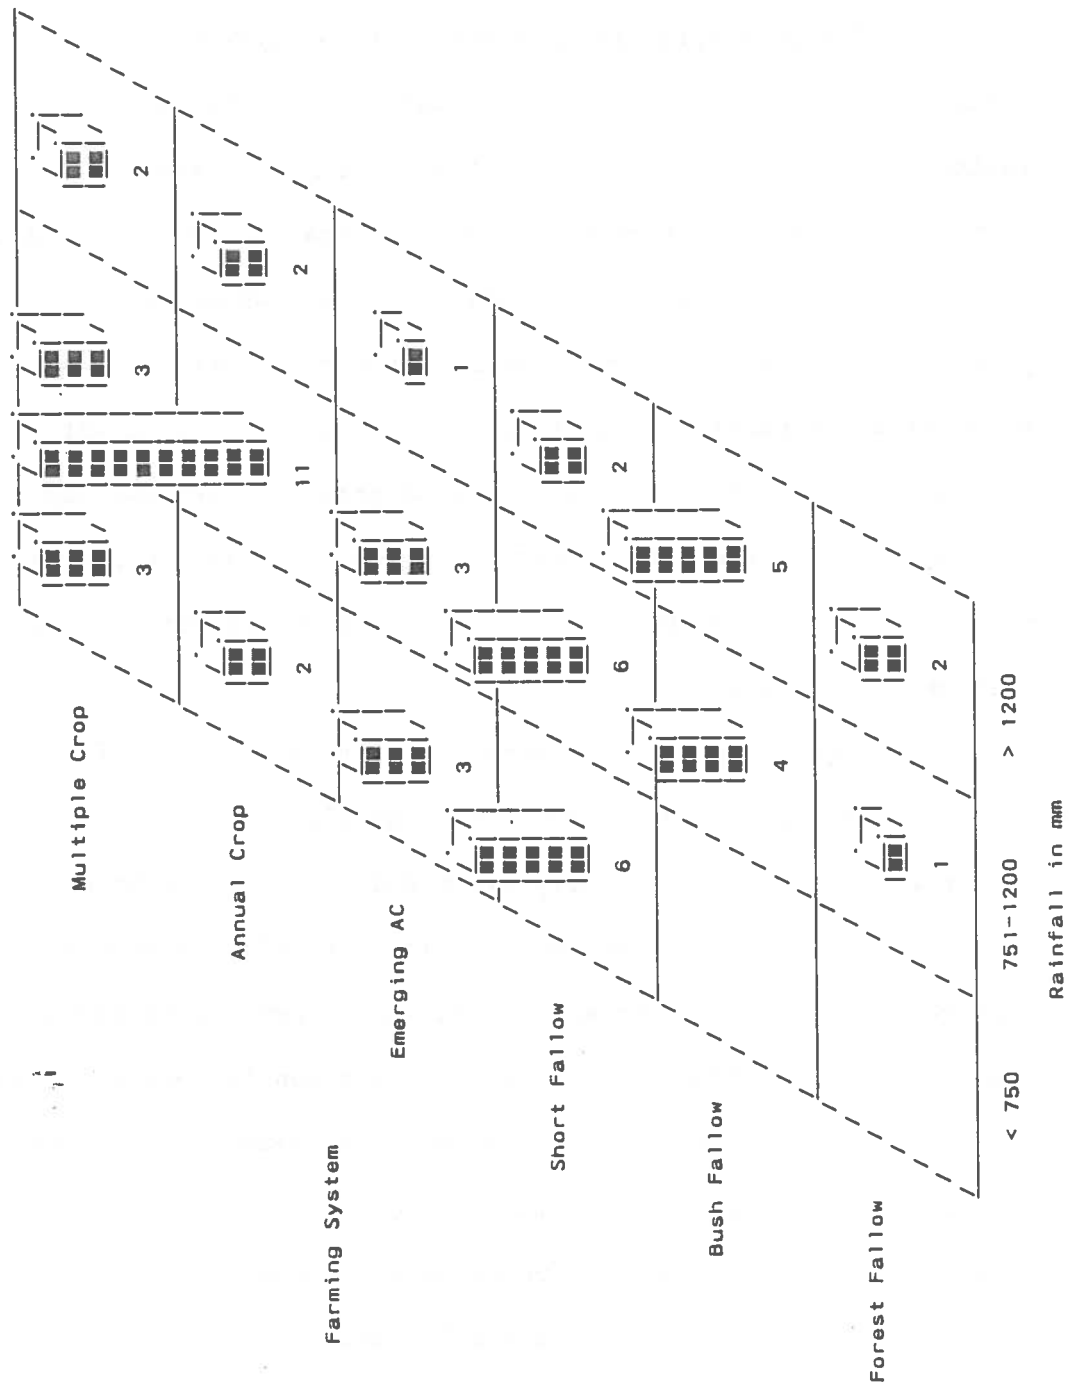 Multiple Crop
3 3 2
Annual Crop
2 11 2
Farming System
Emerging AC
3 3 1
Short Fallow
6 6 2
Bush Fallow
4 5
Forest Fallow
1 2
< 750 751-1200 > 1200
Rainfall in mm